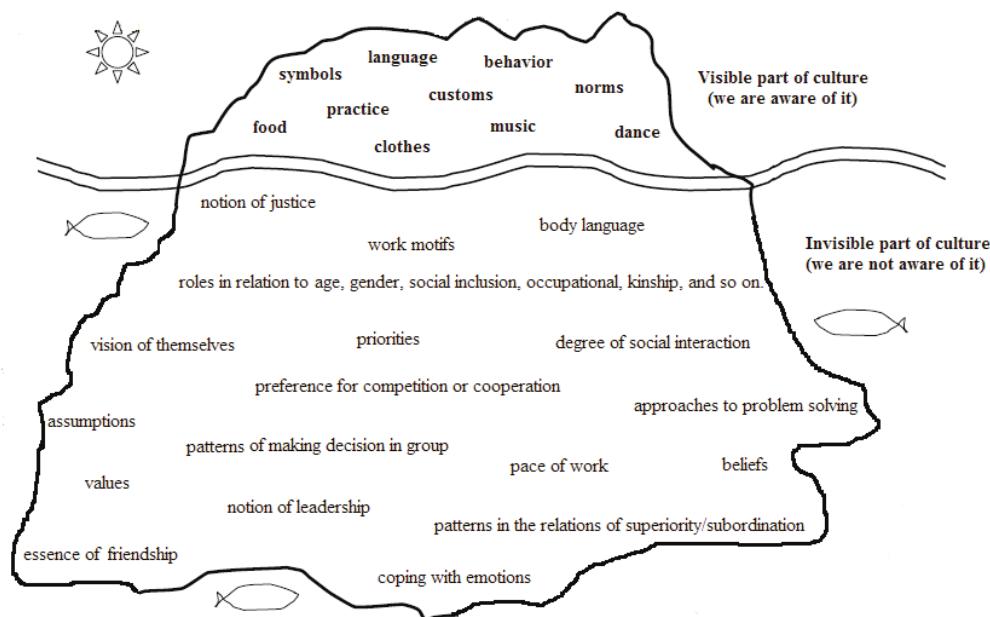 language
behavior
symbols
norms
customs
practice
food
music
dance
clothes
Visible part of culture
(we are aware of it)
notion of justice
body language
work motifs
Invisible part of culture
(we are not aware of it)
roles in relation to age, gender, social inclusion, occupational, kinship, and so on.
vision of themselves
priorities
degree of social interaction
preference for competition or cooperation
approaches to problem solving
assumptions
patterns of making decision in group
pace of work
beliefs
values
notion of leadership
patterns in the relations of superiority/subordination
essence of friendship
coping with emotions